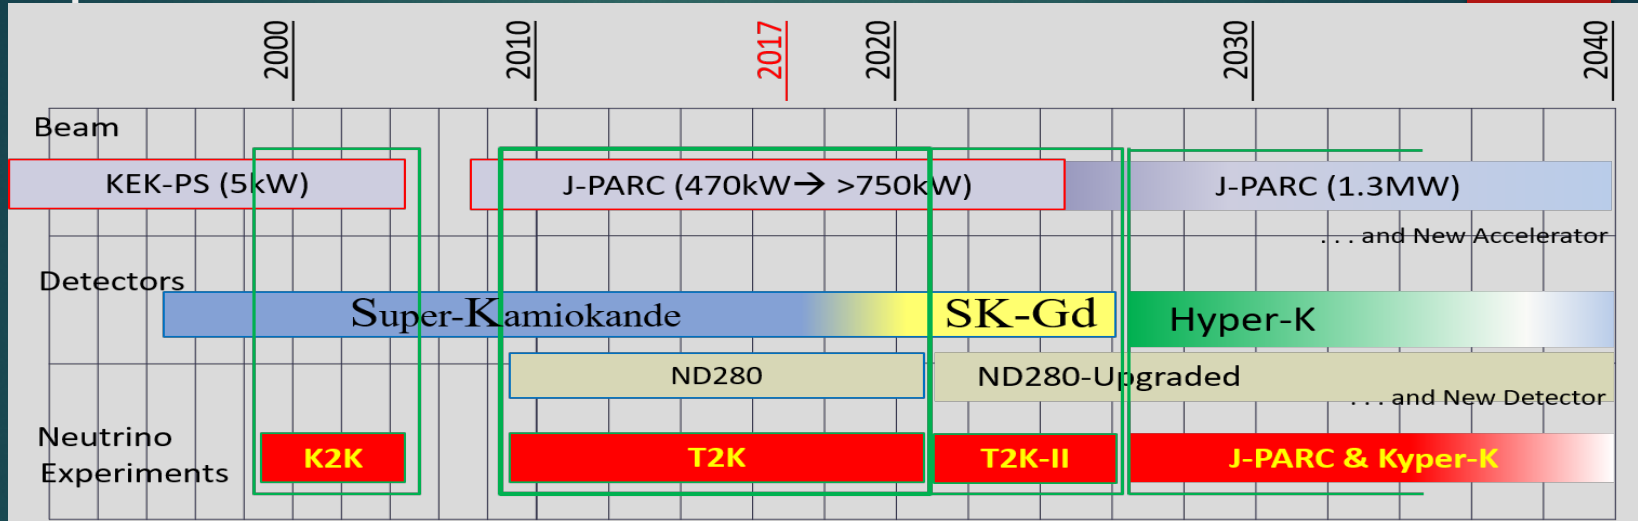 2000
2010
2017
2020
2030
2040
Beam
KEK-PS (5kW)
J-PARC (470kW→ >750kW)
J-PARC (1.3MW)
. . . and New Accelerator
Detectors
Super-Kamiokande
SK-Gd
Hyper-K
ND280
ND280-Upgraded
. . . and New Detector
Neutrino
Experiments
K2K
T2K
T2K-II
J-PARC & Kyper-K